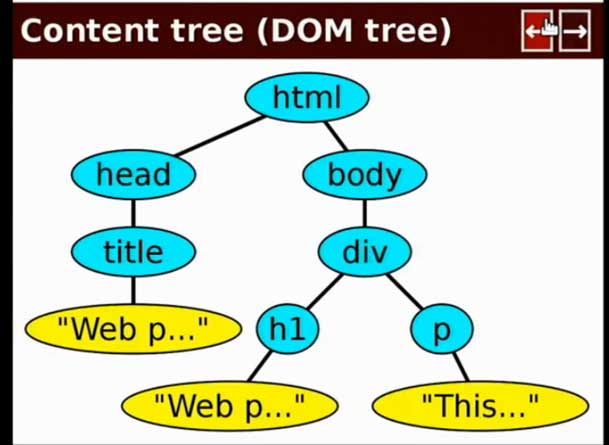 Content tree (DOM tree)
html
head
body
title
div
"Web p..."
h1
p
"Web p..."
"This..."